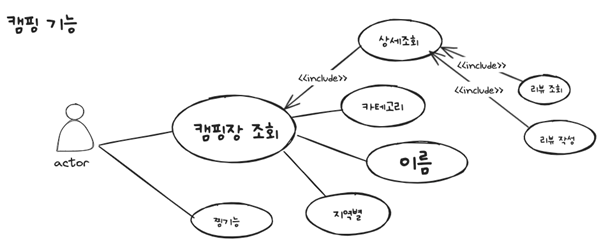 캠핑 기능
상세조회
<<include>>
<<include>>
<<include>>
리뷰 조회
리뷰 작성
카테고리
캠핑장 조회
이름
actor
찜기능
지역별